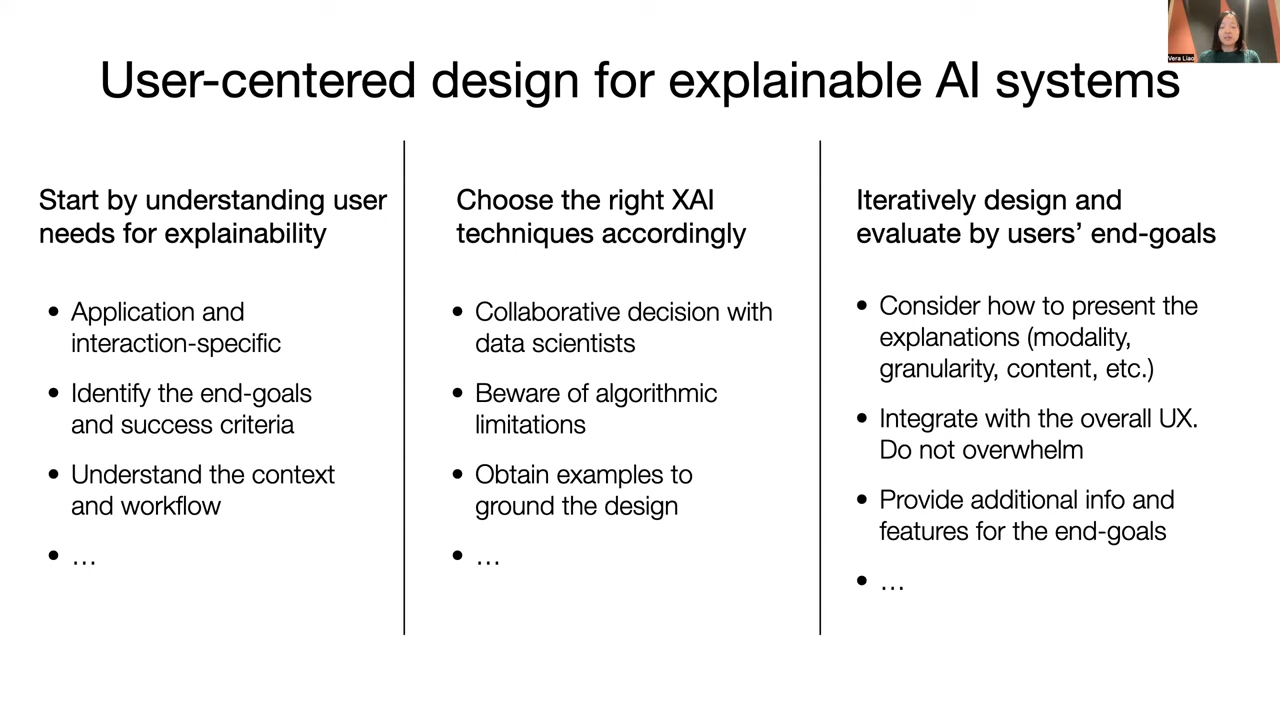 Vera Liao
User-centered design for explainable AI systems
Start by understanding user
needs for explainability
• Application and
interaction-specific
• Identify the end-goals
and success criteria
• Understand the context
and workflow
• …
Choose the right XAI
techniques accordingly
• Collaborative decision with
data scientists
• Beware of algorithmic
limitations
• Obtain examples to
ground the design
• …
Iteratively design and
evaluate by users’ end-goals
• Consider how to present the
explanations (modality,
granularity, content, etc.)
• Integrate with the overall UX.
Do not overwhelm
• Provide additional info and
features for the end-goals
• …